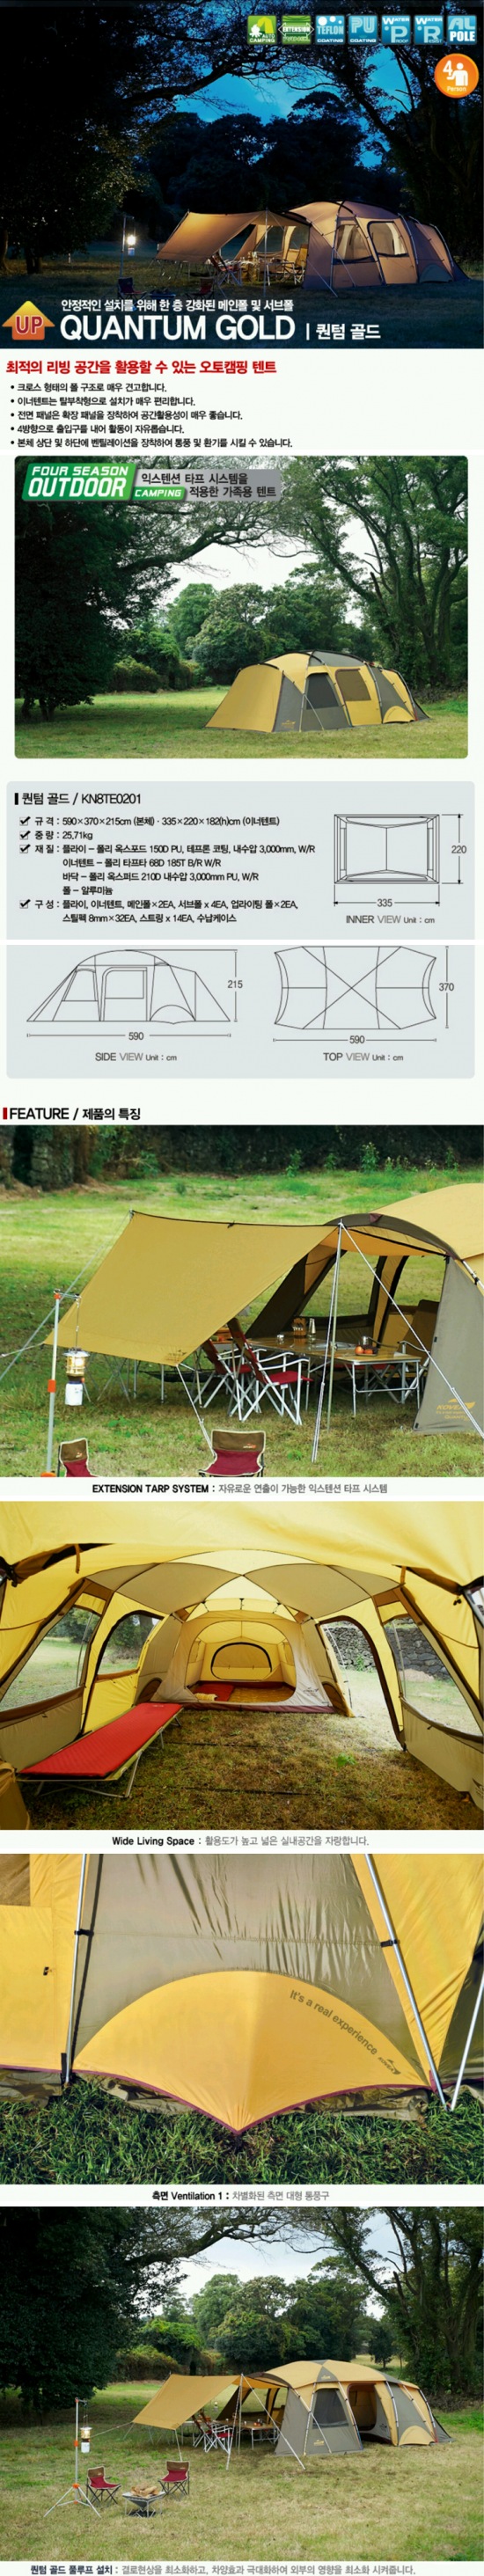 CAMPING
EXTENSION
TEFLON
COATING
PU
COATING
WATER
P
WATER
R
AL
POLE
4
Person
안정적인 설치를 위해 한 층 강화된 메인폴 및 서브폴
UP QUANTUM GOLD | 퀀텀 골드
최적의 리빙 공간을 활용할 수 있는 오토캠핑 텐트
• 크로스 형태의 폴 구조로 매우 견고합니다.
• 이너텐트는 탈부착형으로 설치가 매우 편리합니다.
• 전면 패널은 확장 패널을 장착하여 공간활용성이 매우 좋습니다.
• 4방향으로 출입구를 내어 활동이 자유롭습니다.
• 본체 상단 및 하단에 벤틸레이션을 장착하여 통풍 및 환기를 시킬 수 있습니다.
FOUR SEASON
OUTDOOR
CAMPING
익스텐션 타프 시스템을
적용한 가족용 텐트
퀀텀 골드 / KN8TE0201
규 격 : 590×370×215cm (본체) · 335×220×182(h)cm (이너텐트)
중 량 : 25,71kg
재 질 : 플라이 - 폴리 옥스포드 150D PU, 테프론 코팅, 내수압 3,000mm, W/R
이너텐트 - 폴리 타프타 68D 185T B/R W/R
바닥 - 폴리 옥스퍼드 210D 내수압 3,000mm PU, W/R
폴 - 알루미늄
구 성 : 플라이, 이너텐트, 메인폴×2EA, 서브폴 x 4EA, 업라이팅 폴×2EA,
스틸팩 8mm×32EA, 스트링 x 14EA, 수납케이스
220
335
INNER VIEW Unit : cm
215
590
SIDE VIEW Unit : cm
370
590
TOP VIEW Unit : cm
FEATURE / 제품의 특징
KOVEA
EXTENSION TARP SYSTEM : 자유로운 연출이 가능한 익스텐션 타프 시스템
Wide Living Space : 활용도가 높고 넓은 실내공간을 자랑합니다.
It's a real experience
측면 Ventilation 1 : 차별화된 측면 대형 통풍구
퀀텀 골드 풀루프 설치 : 결로현상을 최소화하고, 차양효과 극대화하여 외부의 영향을 최소화 시켜줍니다.